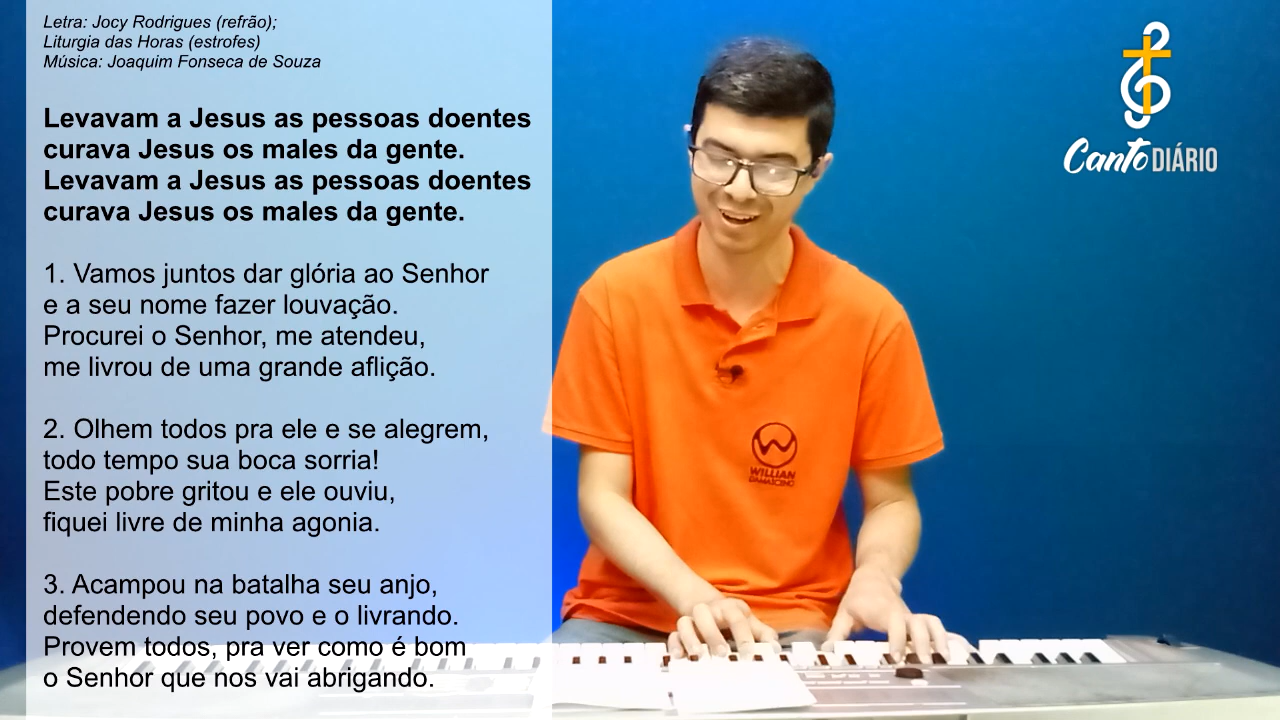 Letra: Jocy Rodrigues (refrão);
Liturgia das Horas (estrofes)
Música: Joaquim Fonseca de Souza
Levavam a Jesus as pessoas doentes
curava Jesus os males da gente.
Levavam a Jesus as pessoas doentes
curava Jesus os males da gente.
1. Vamos juntos dar glória ao Senhor
e a seu nome fazer louvação.
Procurei o Senhor, me atendeu,
me livrou de uma grande aflição.
2. Olhem todos pra ele e se alegrem,
todo tempo sua boca sorria!
Este pobre gritou e ele ouviu,
fiquei livre de minha agonia.
3. Acampou na batalha seu anjo,
defendendo seu povo e o livrando.
Provem todos, pra ver como é bom
o Senhor que nos vai abrigando.
Canto DIÁRIO
WILLIAN
DAMASCENO